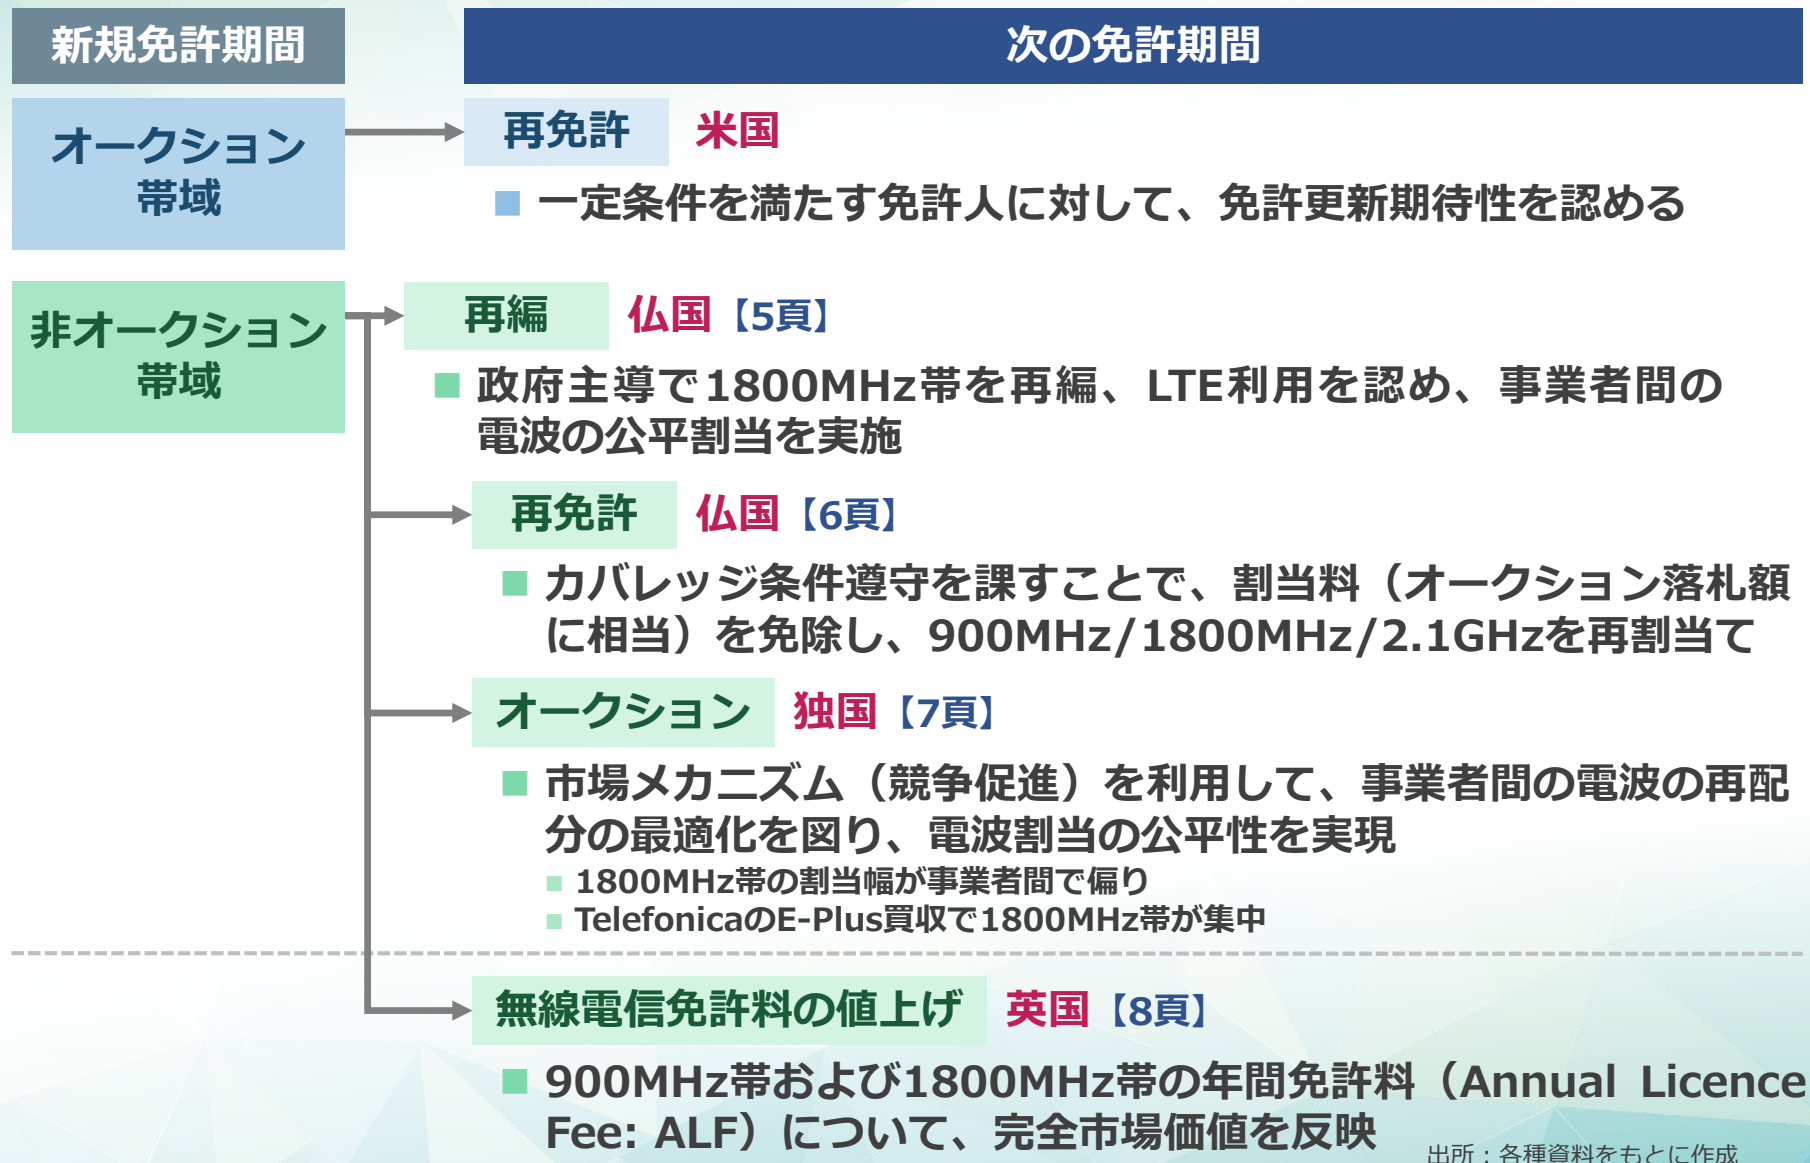 新規免許期間
次の免許期間
オークション
帯域
再免許 米国
■ 一定条件を満たす免許人に対して、免許更新期待性を認める
非オークション
帯域
再編 仏国【5頁】
■ 政府主導で1800MHz帯を再編、LTE利用を認め、事業者間の
電波の公平割当を実施
再免許 仏国【6頁】
■ カバレッジ条件遵守を課すことで、割当料（オークション落札額
に相当）を免除し、900MHz/1800MHz/2.1GHzを再割当て
オークション 独国【7頁】
■ 市場メカニズム（競争促進）を利用して、事業者間の電波の再配
分の最適化を図り、電波割当の公平性を実現
■ 1800MHz帯の割当幅が事業者間で偏り
■ TelefonicaのE-Plus買収で1800MHz帯が集中
無線電信免許料の値上げ 英国【8頁】
■ 900MHz帯および1800MHz帯の年間免許料（Annual Licence
Fee: ALF）について、完全市場価値を反映
出所：各種資料をもとに作成